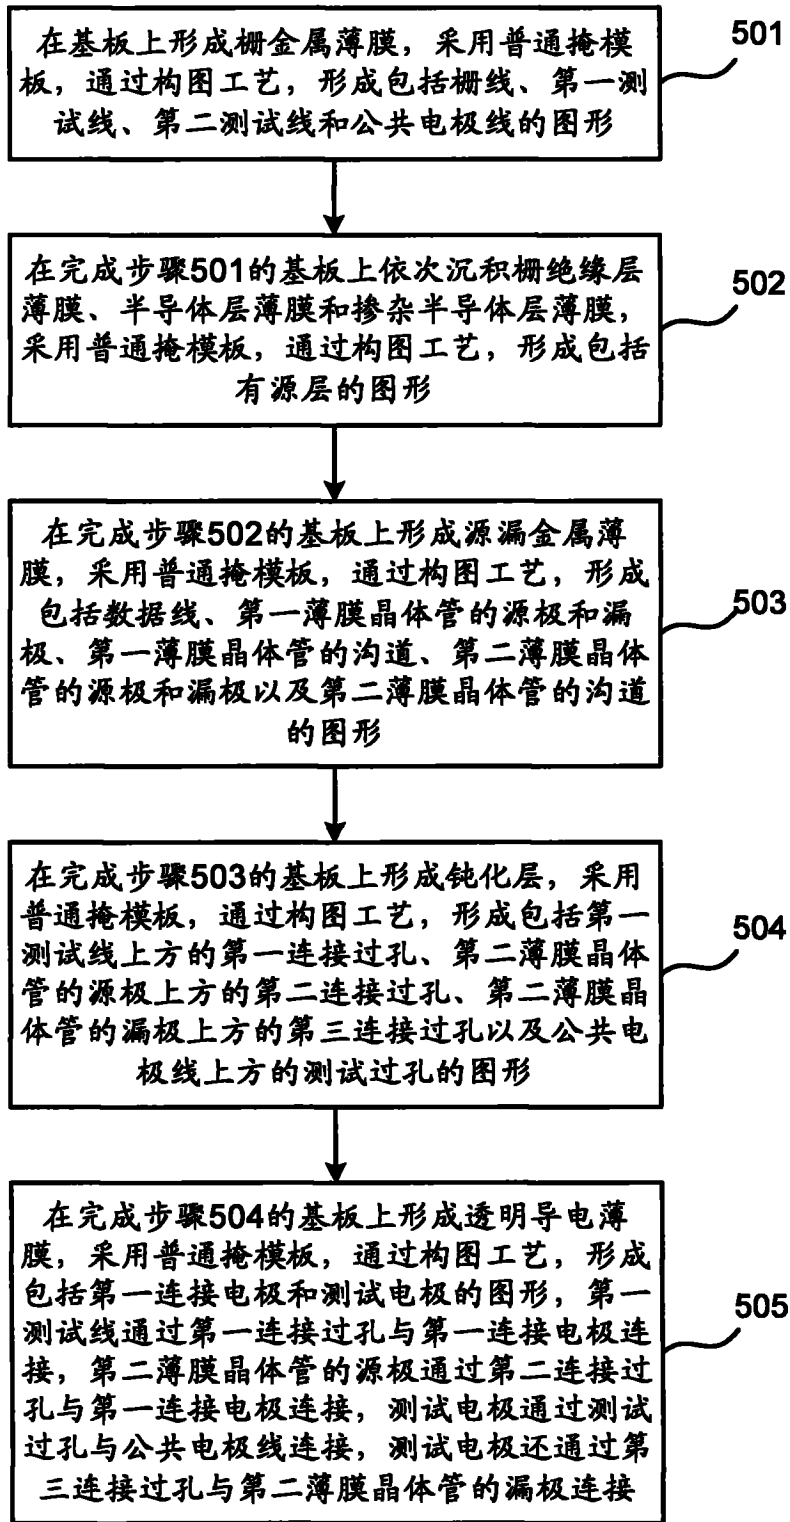 在基板上形成栅金属薄膜，采用普通掩模
板，通过构图工艺，形成包括栅线、第一测
试线、第二测试线和公共电极线的图形
501
在完成步骤501的基板上依次沉积栅绝缘层
薄膜、半导体层薄膜和掺杂半导体层薄膜，
采用普通掩模板，通过构图工艺，形成包括
有源层的图形
502
在完成步骤502的基板上形成源漏金属薄
膜，采用普通掩模板，通过构图工艺，形成
包括数据线、第一薄膜晶体管的源极和漏
极、第一薄膜晶体管的沟道、第二薄膜晶体
管的源极和漏极以及第二薄膜晶体管的沟道
的图形
503
在完成步骤503的基板上形成钝化层，采用
普通掩模板，通过构图工艺，形成包括第一
测试线上方的第一连接过孔、第二薄膜晶体
管的源极上方的第二连接过孔、第二薄膜晶
体管的漏极上方的第三连接过孔以及公共电
极线上方的测试过孔的图形
504
在完成步骤504的基板上形成透明导电薄
膜，采用普通掩模板，通过构图工艺，形成
包括第一连接电极和测试电极的图形，第一
测试线通过第一连接过孔与第一连接电极连
接，第二薄膜晶体管的源极通过第二连接过
孔与第一连接电极连接，测试电极通过测试
过孔与公共电极线连接，测试电极还通过第
三连接过孔与第二薄膜晶体管的漏极连接
505